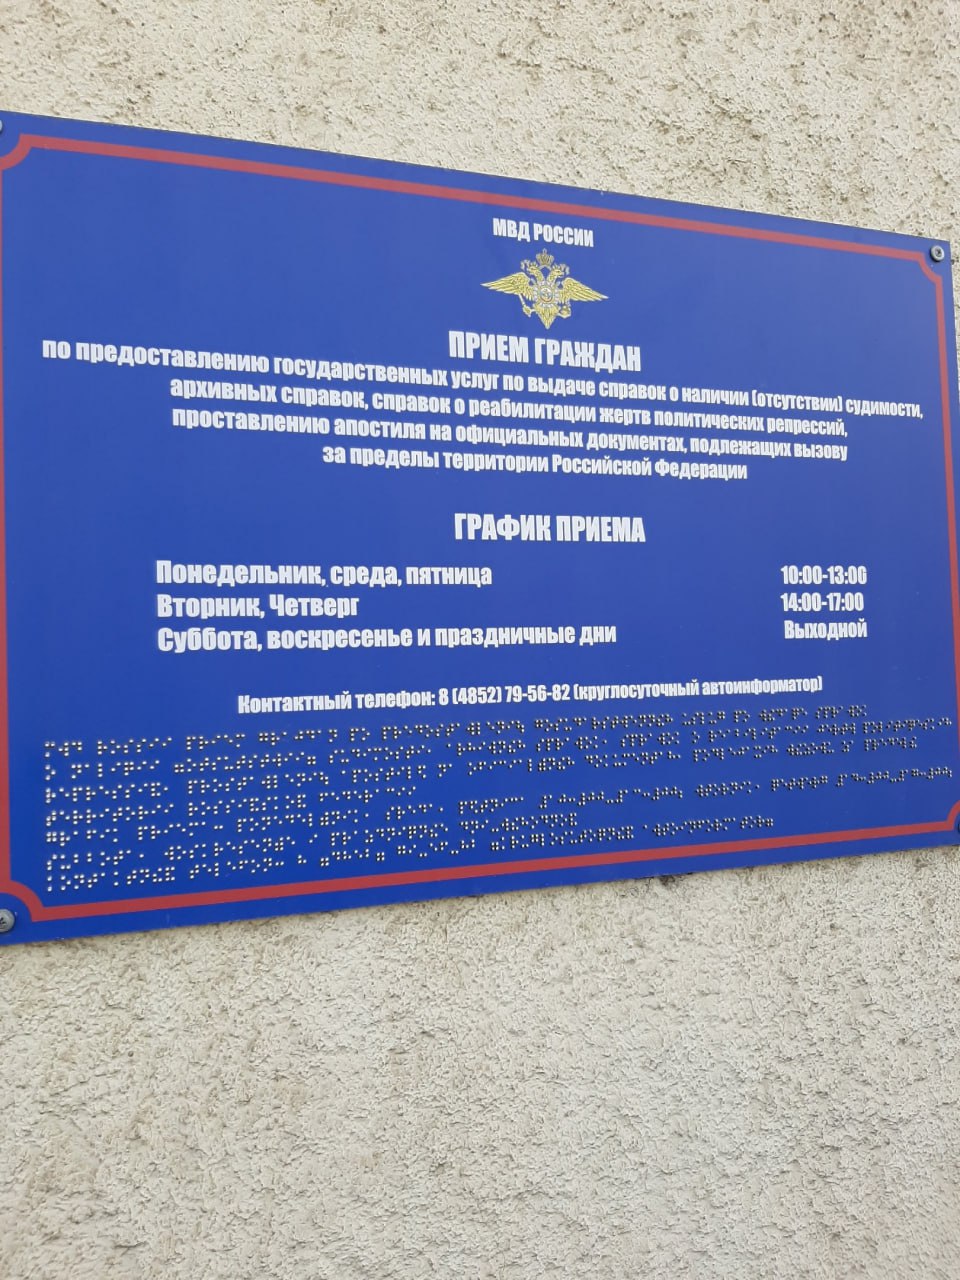 МВД РОССИИ
ПРИЕМ ГРАЖДАН
по предоставлению государственных услуг по выдаче справок о наличии (отсутствии) судимости,
архивных справок, справок о реабилитации жертв политических репрессий,
проставлению апостиля на официальных документах, подлежащих вызову
за пределы территории Российской Федерации
ГРАФИК ПРИЕМА
Понедельник, среда, пятница 10:00-13:00
Вторник, Четверг 14:00-17:00
Суббота, воскресенье и праздничные дни Выходной
Контактный телефон: 8 (4852) 79-56-82 (круглосуточный автоинформатор)